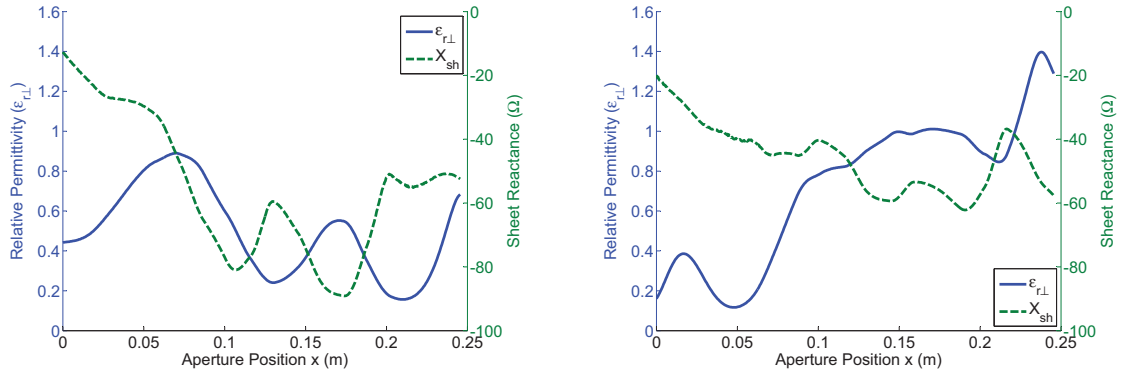 1.6
1.4
1.2
1
0.8
0.6
0.4
0.2
0
Relative Permittivity (εr⊥)
0
-20
-40
-60
-80
-100
Sheet Reactance (Ω)
0 0.05 0.1 0.15 0.2 0.25
Aperture Position x (m)
εr⊥
Xsh
1.6
1.4
1.2
1
0.8
0.6
0.4
0.2
0
Relative Permittivity (εr⊥)
0
-20
-40
-60
-80
-100
Sheet Reactance (Ω)
0 0.05 0.1 0.15 0.2 0.25
Aperture Position x (m)
εr⊥
Xsh